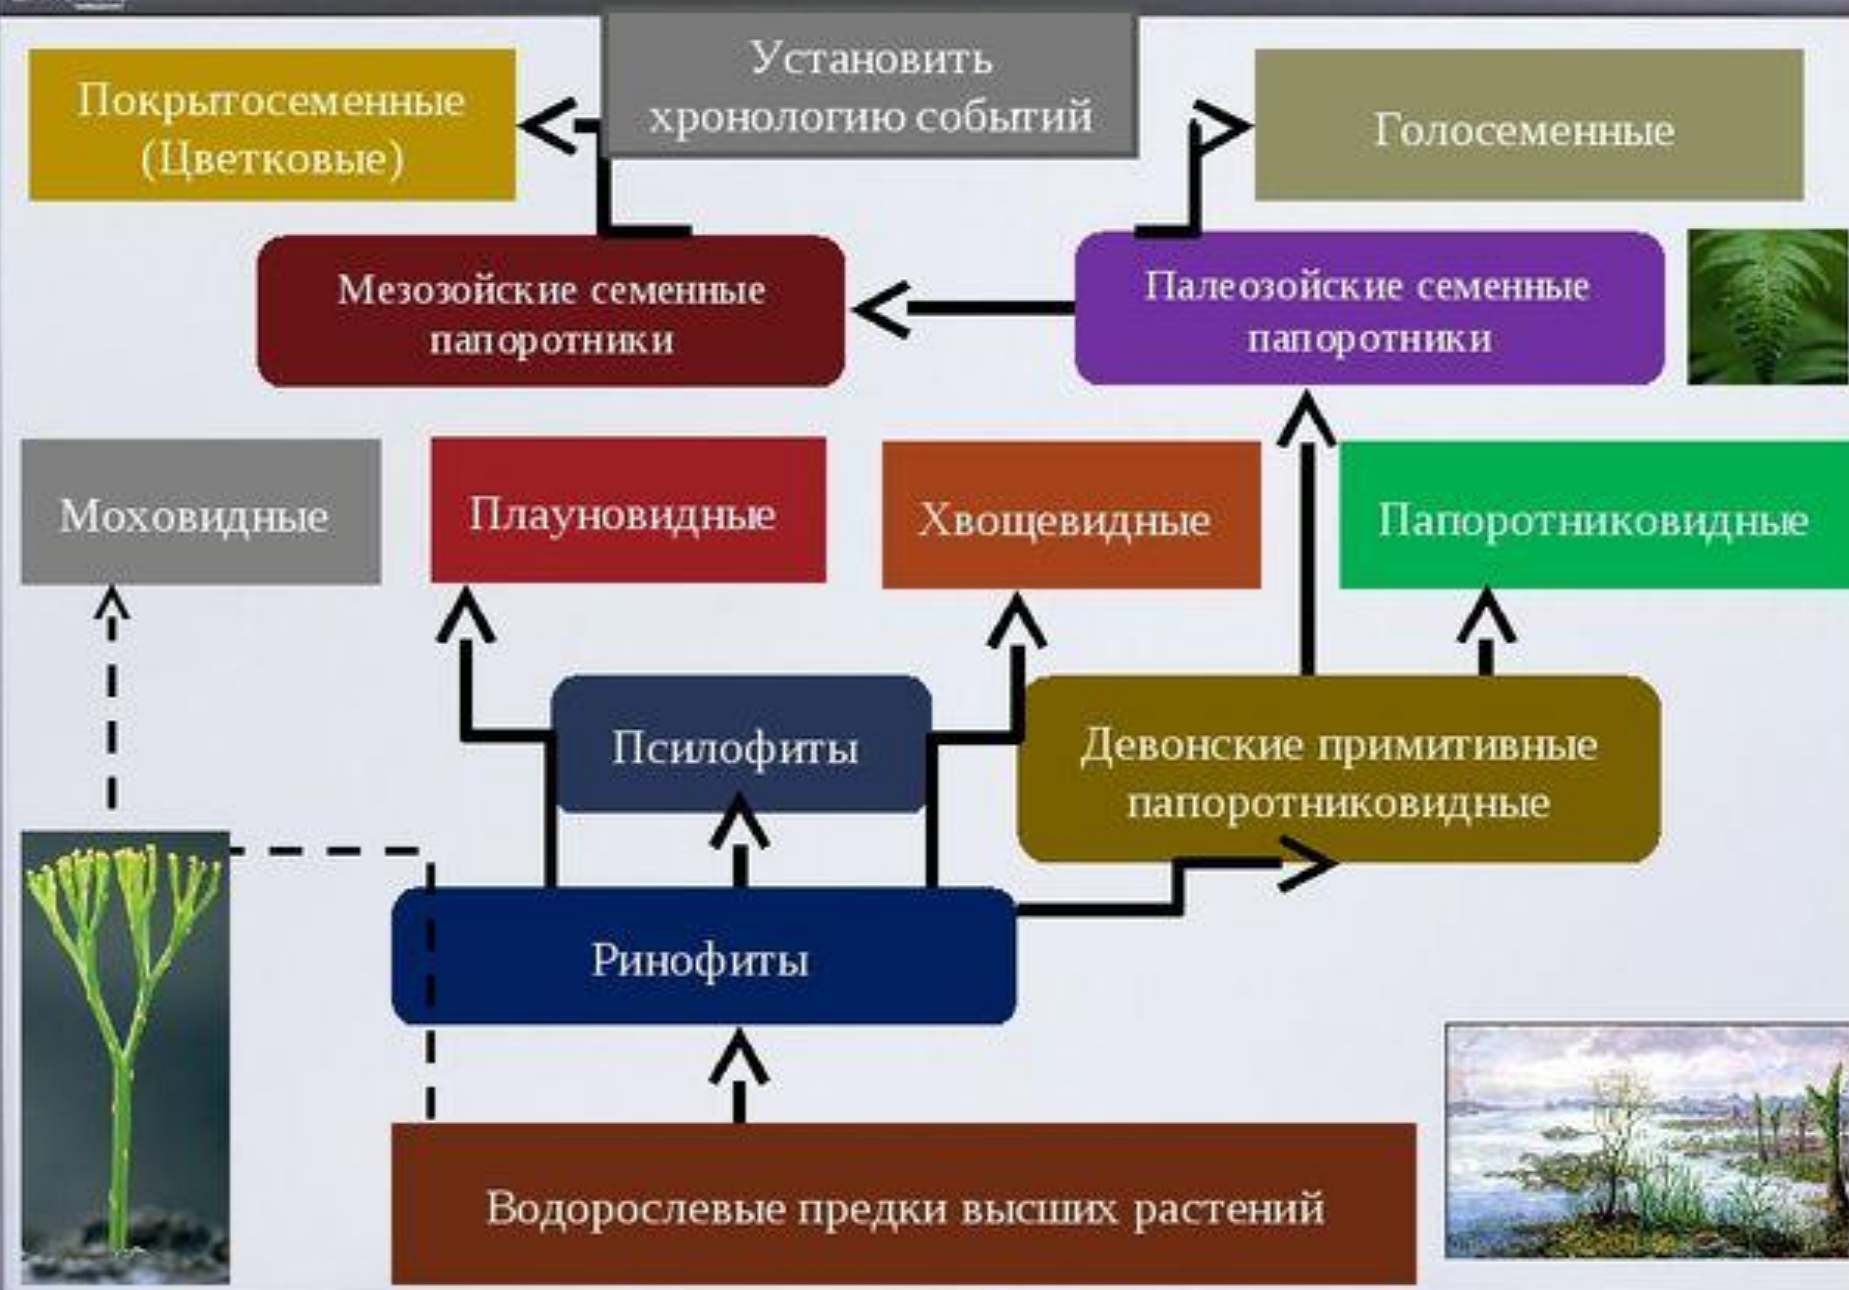 Установить
хронологию событий
Покрытосеменные
(Цветковые)
Голосеменные
Мезозойские семенные
папоротники
Палеозойские семенные
папоротники
Моховидные
Плауновидные
Хвощевидные
Папоротниковидные
Псилофиты
Девонские примитивные
папоротниковидные
Ринофиты
Водорослевые предки высших растений